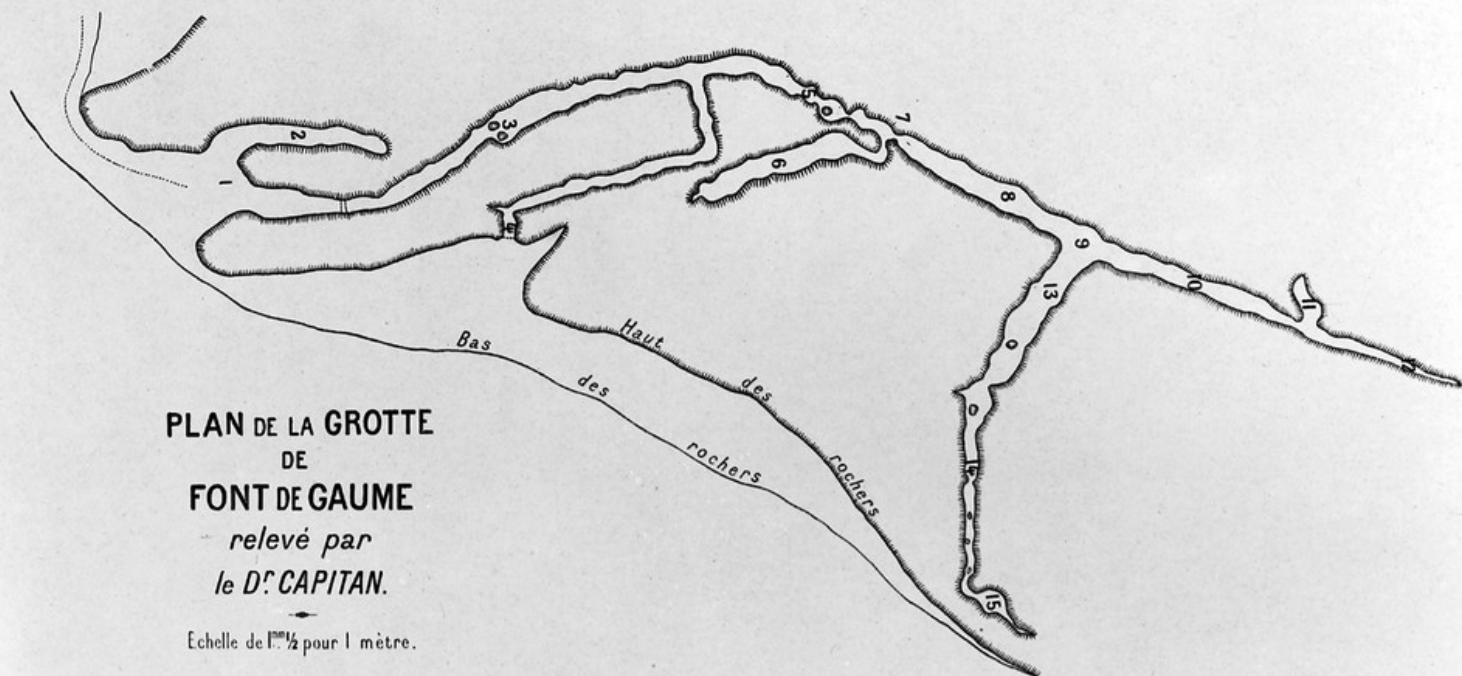 PLAN DE LA GROTTE
DE
FONT DE GAUME
relevé par
le Dr. CAPITAN.
Echelle de 1mm 1/2 pour 1 mètre.
Bas des rochers
Haut des rochers
1
2
3
4
5
6
7
8
9
10
11
12
13
14
15